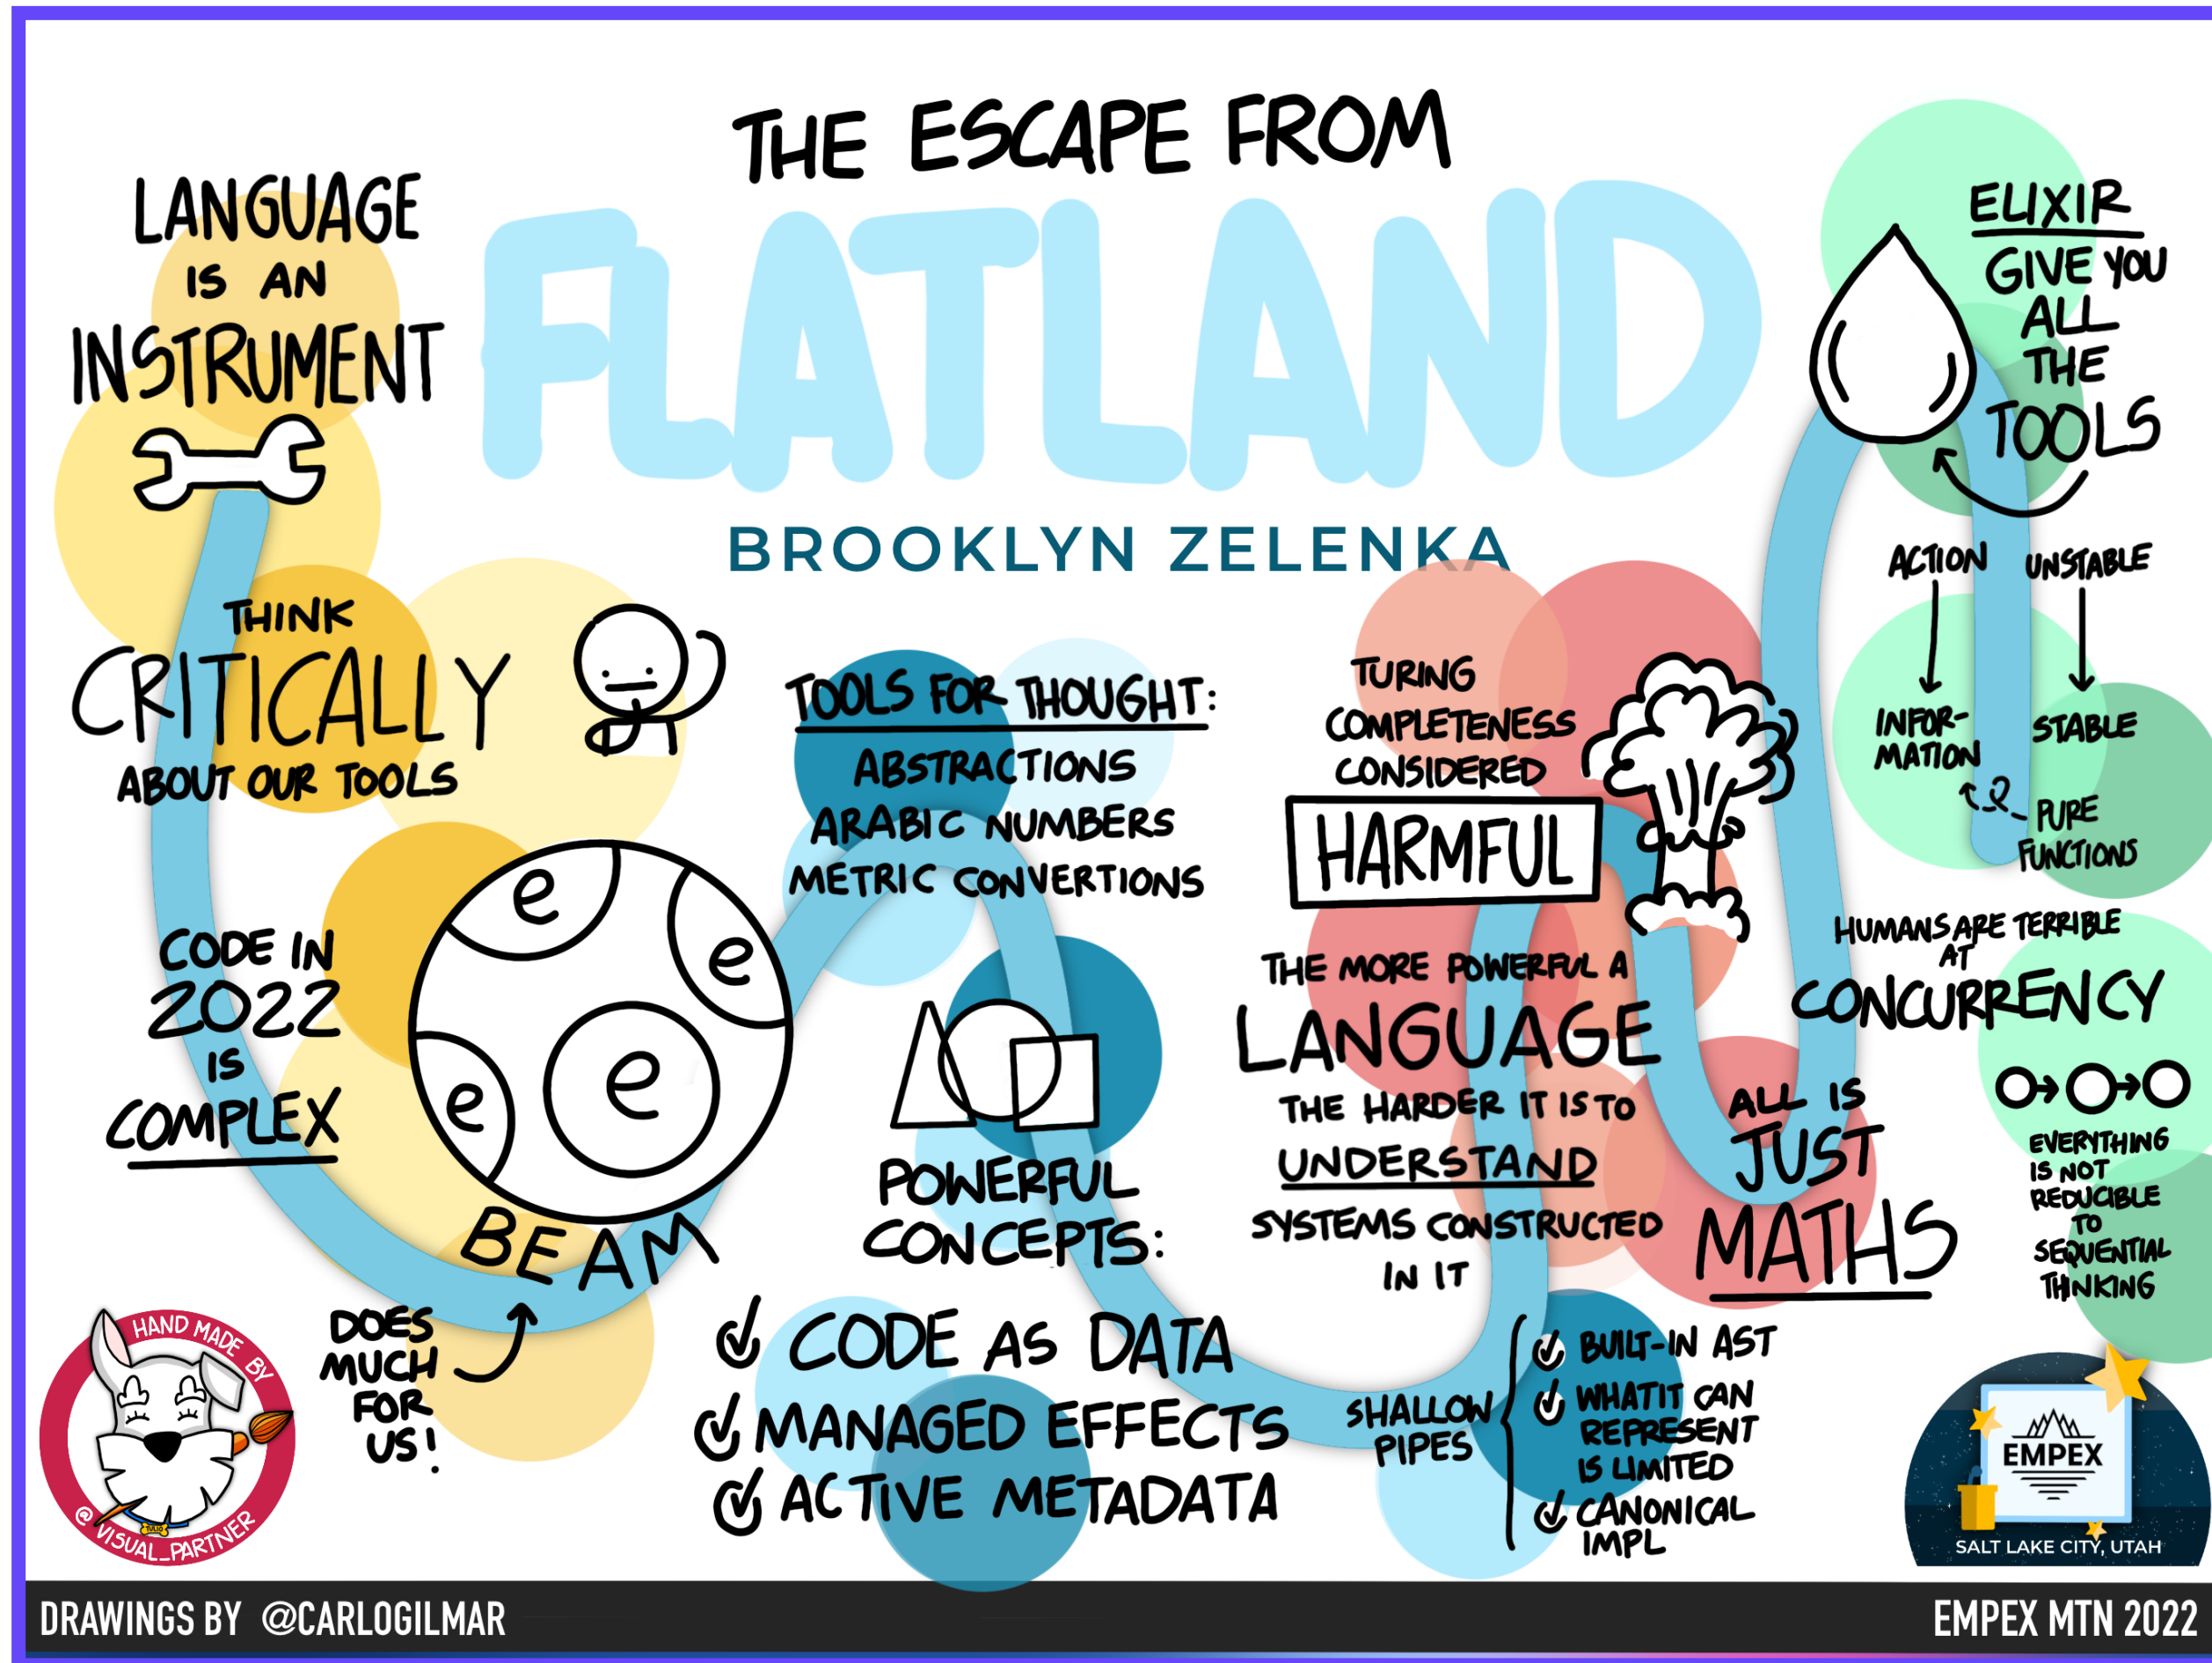 THE ESCAPE FROM
FLATLAND
BROOKLYN ZELENKA
LANGUAGE
IS AN
INSTRUMENT
THINK
CRITICALLY
ABOUT OUR TOOLS
CODE IN
2022
IS
COMPLEX
e
e
e
e
BEAM
DOES
MUCH
FOR
US!
TOOLS FOR THOUGHT:
ABSTRACTIONS
ARABIC NUMBERS
METRIC CONVERTIONS
POWERFUL
CONCEPTS:
CODE AS DATA
MANAGED EFFECTS
ACTIVE METADATA
TURING
COMPLETENESS
CONSIDERED
HARMFUL
THE MORE POWERFUL A
LANGUAGE
THE HARDER IT IS TO
UNDERSTAND
SYSTEMS CONSTRUCTED
IN IT
SHALLOW
PIPES
BUILT-IN AST
WHAT IT CAN
REPRESENT
IS LIMITED
CANONICAL
IMPL
ALL IS
JUST
MATHS
ELIXIR
GIVE YOU
ALL
THE
TOOLS
ACTION
INFOR-
MATION
UNSTABLE
STABLE
PURE
FUNCTIONS
HUMANS ARE TERRIBLE
AT
CONCURRENCY
EVERYTHING
IS NOT
REDUCIBLE
TO
SEQUENTIAL
THINKING
HAND MADE BY
TULIO
@VISUAL_PARTNER
EMPEX
SALT LAKE CITY, UTAH
DRAWINGS BY @CARLOGILMAR
EMPEX MTN 2022